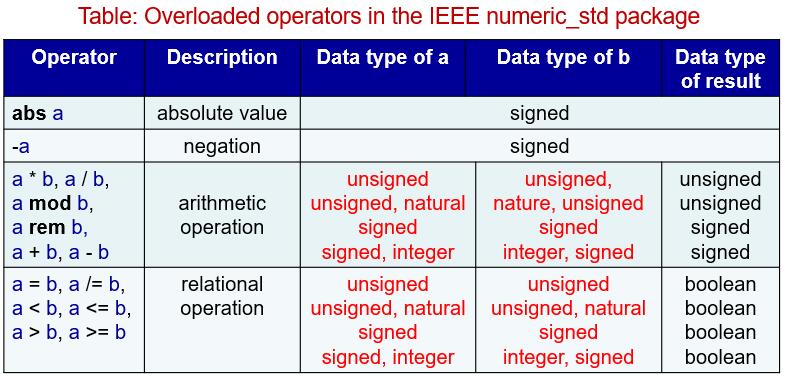 Table: Overloaded operators in the IEEE numeric_std package
Operator Description Data type of a Data type of b Data type of result
abs a absolute value signed
-a negation signed
a * b, a / b, unsigned unsigned, unsigned
a mod b, arithmetic unsigned, natural nature, unsigned unsigned
a rem b, operation signed signed signed
a + b, a - b signed, integer integer, signed signed
a = b, a /= b, relational unsigned unsigned boolean
a < b, a <= b, operation unsigned, natural unsigned, natural boolean
a > b, a >= b signed signed boolean
signed, integer integer, signed boolean